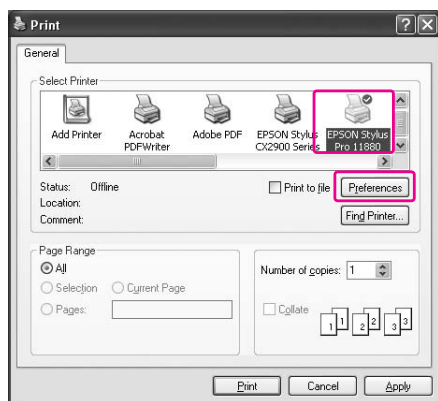 Print
General
Select Printer
Add Printer
Acrobat
PDFWriter
Adobe PDF
EPSON Stylus
CX2900 Series
EPSON Stylus
Pro 11880
Status: Offline
Location:
Comment:
Print to file
Preferences
Find Printer...
Page Range
All
Selection
Current Page
Pages:
Number of copies: 1
Collate
1 1 2 2 3 3
Print
Cancel
Apply